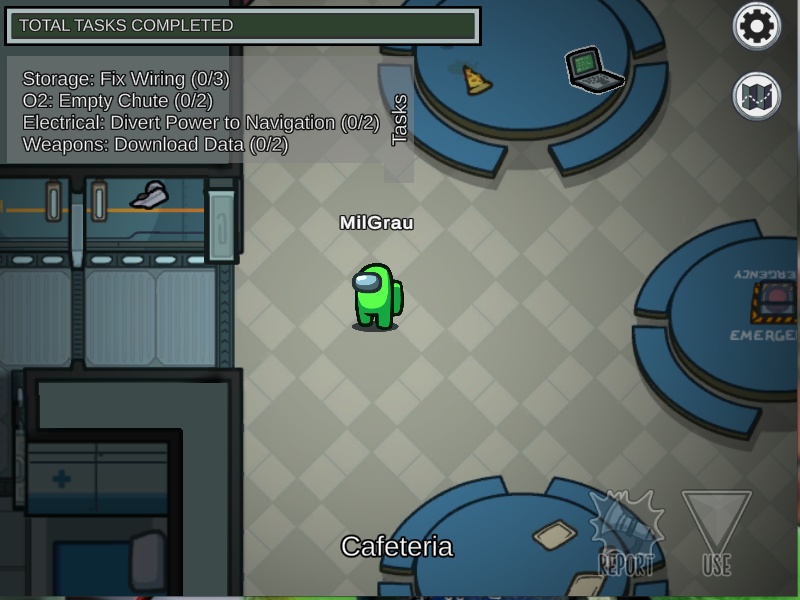 TOTAL TASKS COMPLETED
Storage: Fix Wiring (0/3)
O2: Empty Chute (0/2)
Electrical: Divert Power to Navigation (0/2)
Weapons: Download Data (0/2)
Tasks
MilGrau
EMERGE
Cafeteria
REPORT
USE